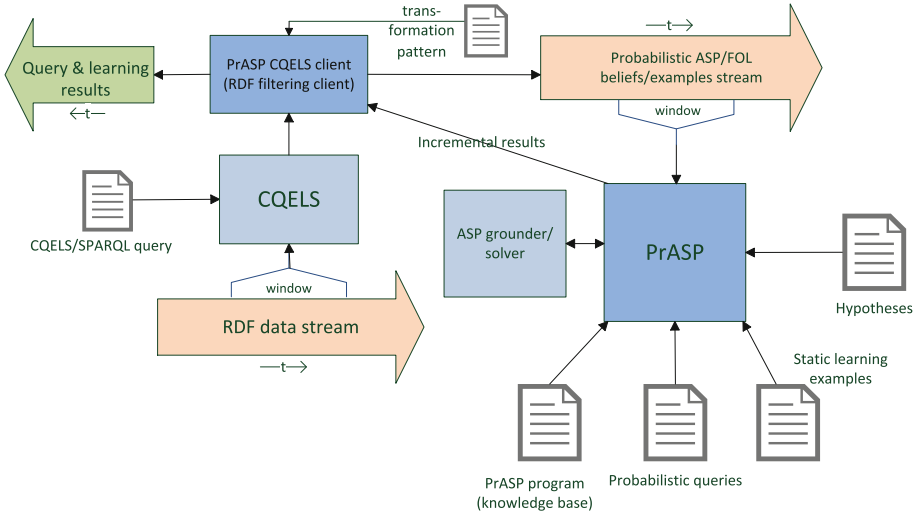 trans-
formation
pattern
—t→
Query & learning
results
←t—
PrASP CQELS client
(RDF filtering client)
Probabilistic ASP/FOL
beliefs/examples stream
window
Incremental results
CQELS
CQELS/SPARQL query
ASP grounder/
solver
PrASP
Hypotheses
window
RDF data stream
—t→
Static learning
examples
PrASP program
(knowledge base)
Probabilistic queries